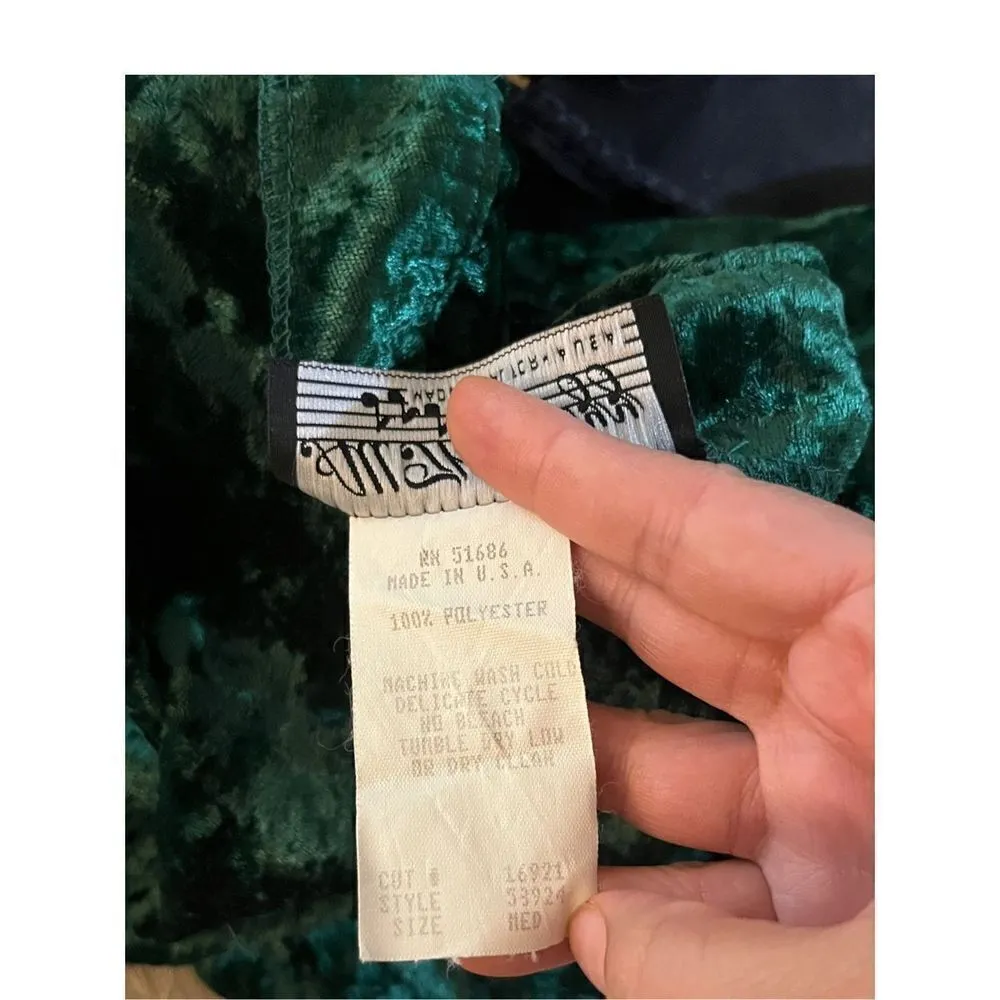 RN 51686
MADE IN U.S.A.
100% POLYESTER
MACHINE WASH COLD
DELICATE CYCLE
NO BLEACH
TUMBLE DRY LOW
OR DRY CLEAN
CUT # 16921
STYLE 53924
SIZE MED